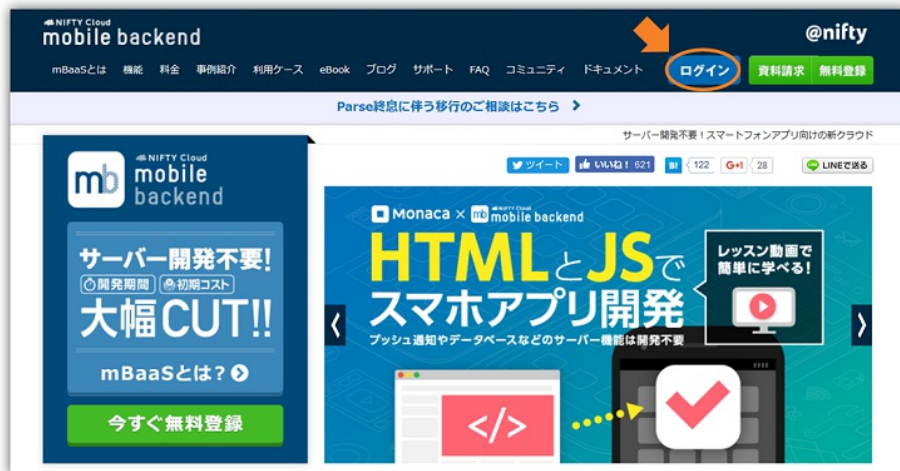 NIFTY Cloud
mobile backend
@nifty
mBaaSとは 機能 料金 事例紹介 利用ケース eBook ブログ サポート FAQ コミュニティ ドキュメント ログイン 資料請求 無料登録
Parse終息に伴う移行のご相談はこちら
サーバー開発不要！スマートフォンアプリ向けの新クラウド
ツイート いいね！ 621 B! 122 G+1 28 LINEで送る
mb
NIFTY Cloud
mobile
backend
サーバー開発不要!
開発期間 初期コスト
大幅CUT!!
mBaaSとは?
今すぐ無料登録
Monaca × mb NIFTY Cloud mobile backend
HTMLとJSで
スマホアプリ開発
プッシュ通知やデータベースなどのサーバー機能は開発不要
レッスン動画で
簡単に学べる!
</>